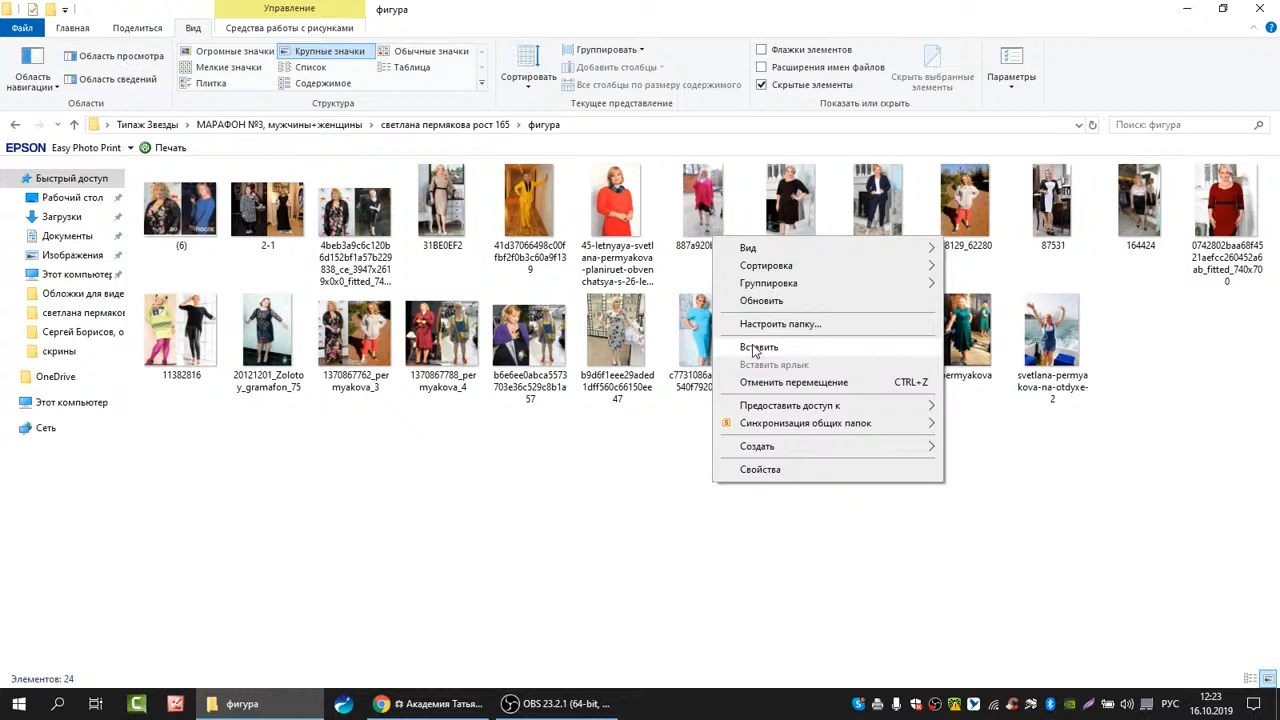 Управление
фигура
Файл
Главная
Поделиться
Вид
Средства работы с рисунками
Область навигации
Область просмотра
Область сведений
Области
Огромные значки
Крупные значки
Обычные значки
Мелкие значки
Список
Таблица
Плитка
Содержимое
Структура
Сортировать
Группировать
Добавить столбцы
Все столбцы по размеру содержимого
Текущее представление
Флажки элементов
Расширения имен файлов
Скрытые элементы
Скрыть выбранные элементы
Показать или скрыть
Параметры
Типаж Звезды
МАРАФОН №3, мужчины+женщины
светлана пермякова рост 165
фигура
Поиск: фигура
EPSON Easy Photo Print
Печать
Быстрый доступ
Рабочий стол
Загрузки
Документы
Изображения
Этот компьютер
Обложки для виде
светлана пермяков
Сергей Борисов, о
скрины
OneDrive
Этот компьютер
Сеть
(6)
2-1
4beb3a9c6c120b
6d152bf1a57b229
838_ce_3947x261
9x0x0_fitted_74...
31BE0EF2
41d37066498c00f
fbf2f0b3c60a9f13
9
45-letnyaya-svetl
ana-permyakova
-planiruet-obven
chatsya-s-26-le...
887a920b
8129_62280
87531
164424
0742802baa68f45
21aefcc260452a6
ab_fitted_740x70
0
11382816
20121201_Zoloto
y_gramafon_75
1370867762_per
myakova_3
1370867788_per
myakova_4
b6e6ee0abca5573
703e36c529c8b1a
57
b9d6f1eee29aded
1dff560c66150ee
47
c7731086a
540f7920
permyakova
svetlana-permya
kova-na-otdyxe-
2
Вид
Сортировка
Группировка
Обновить
Настроить папку...
Вставить
Вставить ярлык
Отменить перемещение CTRL+Z
Предоставить доступ к
Синхронизация общих папок
Создать
Свойства
Элементов: 24
фигура
Академия Татья...
OBS 23.2.1 (64-bit, ...
РУС
12:23
16.10.2019